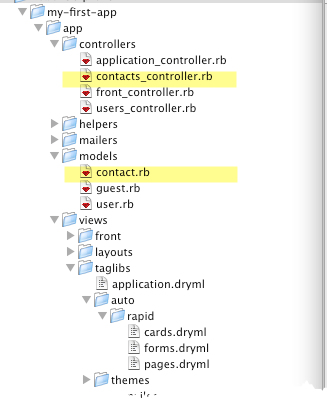 my-first-app
app
controllers
application_controller.rb
contacts_controller.rb
front_controller.rb
users_controller.rb
helpers
mailers
models
contact.rb
guest.rb
user.rb
views
front
layouts
taglibs
application.dryml
auto
rapid
cards.dryml
forms.dryml
pages.dryml
themes